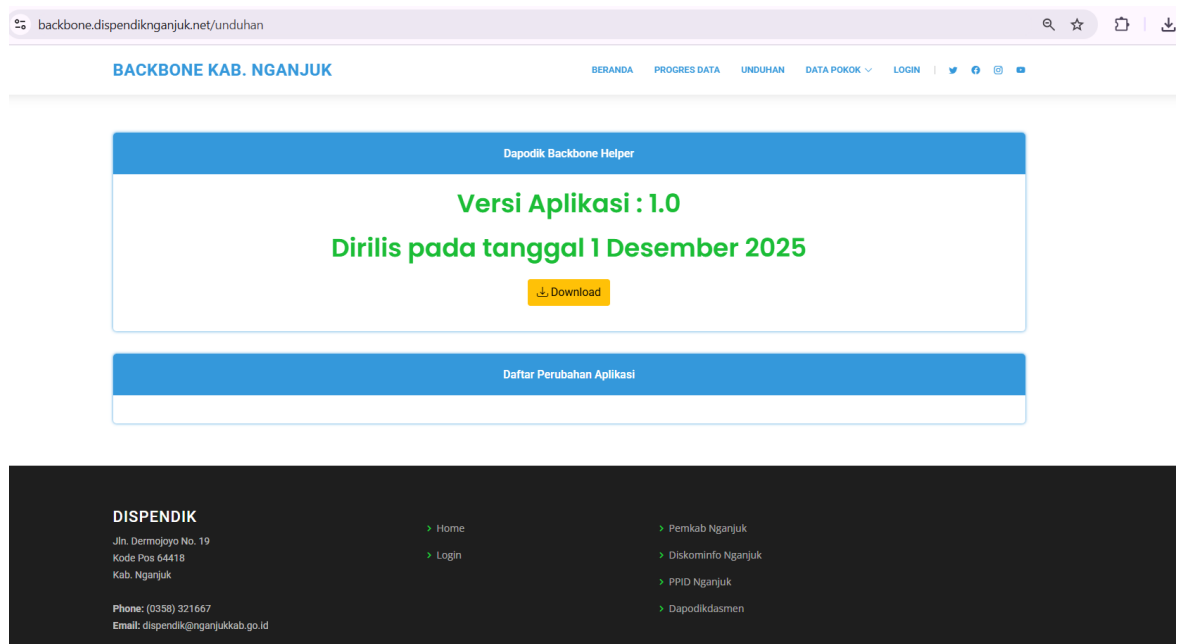 backbone.dispendiknganjuk.net/unduhan
BACKBONE KAB. NGANJUK
BERANDA PROGRES DATA UNDUHAN DATA POKOK LOGIN
Dapodik Backbone Helper
Versi Aplikasi : 1.0
Dirilis pada tanggal 1 Desember 2025
Download
Daftar Perubahan Aplikasi
DISPENDIK
Jln. Dermojoyo No. 19
Kode Pos 64418
Kab. Nganjuk
Phone: (0358) 321667
Email: dispendik@nganjukkab.go.id
> Home
> Login
> Pemkab Nganjuk
> Diskominfo Nganjuk
> PPID Nganjuk
> Dapodikdasmen